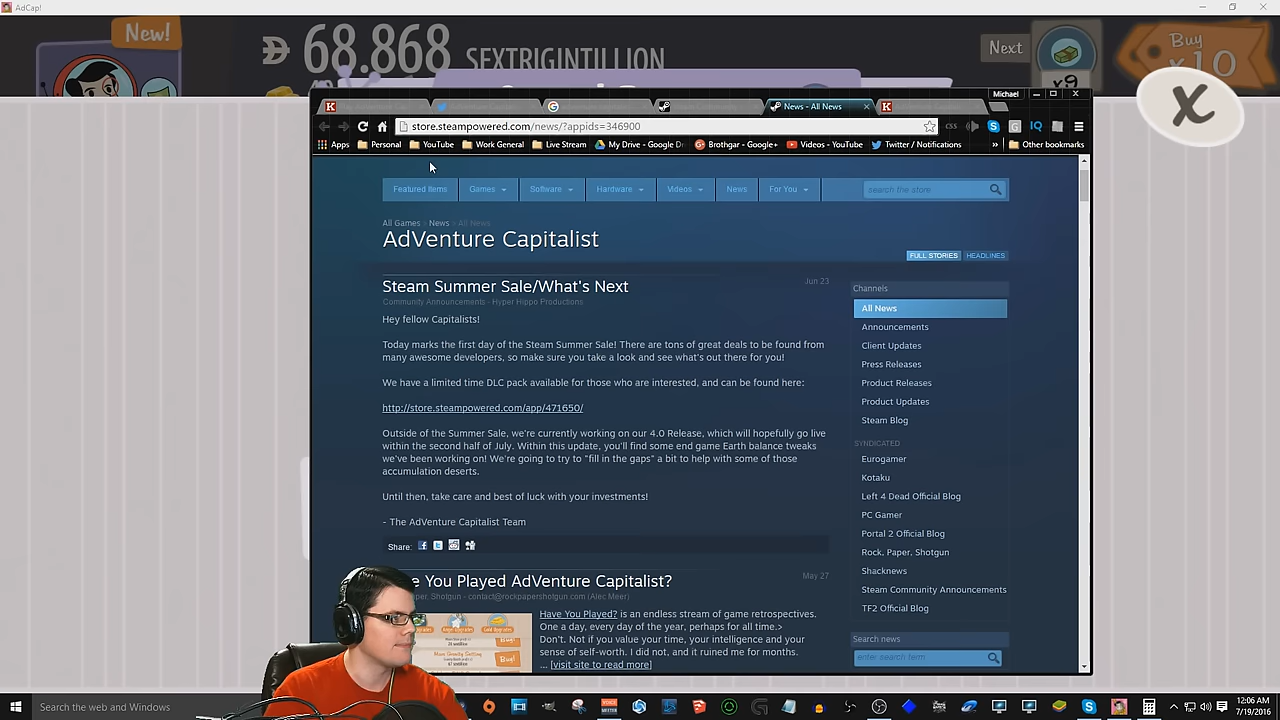 AdCap!
New!
68.868 SEXTRIGINTILLION
Next
x9
Buy
x10
X
Michael
News - All News
store.steampowered.com/news/?appids=346900
css
IQ
Apps Personal YouTube Work General Live Stream My Drive - Google Dr Brothgar - Google+ Videos - YouTube Twitter / Notifications » Other bookmarks
Featured Items Games Software Hardware Videos News For You search the store
All Games > News > All News
AdVenture Capitalist
FULL STORIES HEADLINES
Steam Summer Sale/What's Next
Jun 23
Community Announcements - Hyper Hippo Productions
Hey fellow Capitalists!
Today marks the first day of the Steam Summer Sale! There are tons of great deals to be found from
many awesome developers, so make sure you take a look and see what's out there for you!
We have a limited time DLC pack available for those who are interested, and can be found here:
http://store.steampowered.com/app/471650/
Outside of the Summer Sale, we're currently working on our 4.0 Release, which will hopefully go live
within the second half of July. Within this update, you'll find some end game Earth balance tweaks
we've been working on! We're going to try to "fill in the gaps" a bit to help with some of those
accumulation deserts.
Until then, take care and best of luck with your investments!
- The AdVenture Capitalist Team
Share:
e You Played AdVenture Capitalist?
May 27
per, Shotgun - contact@rockpapershotgun.com (Alec Meer)
Have You Played? is an endless stream of game retrospectives.
One a day, every day of the year, perhaps for all time.>
Don't. Not if you value your time, your intelligence and your
sense of self-worth. I did not, and it ruined me for months.
... [visit site to read more]
Buy!
Channels
All News
Announcements
Client Updates
Press Releases
Product Releases
Product Updates
Steam Blog
SYNDICATED
Eurogamer
Kotaku
Left 4 Dead Official Blog
PC Gamer
Portal 2 Official Blog
Rock, Paper, Shotgun
Shacknews
Steam Community Announcements
TF2 Official Blog
Search news
enter search term
Search the web and Windows
12:06 AM
7/19/2016